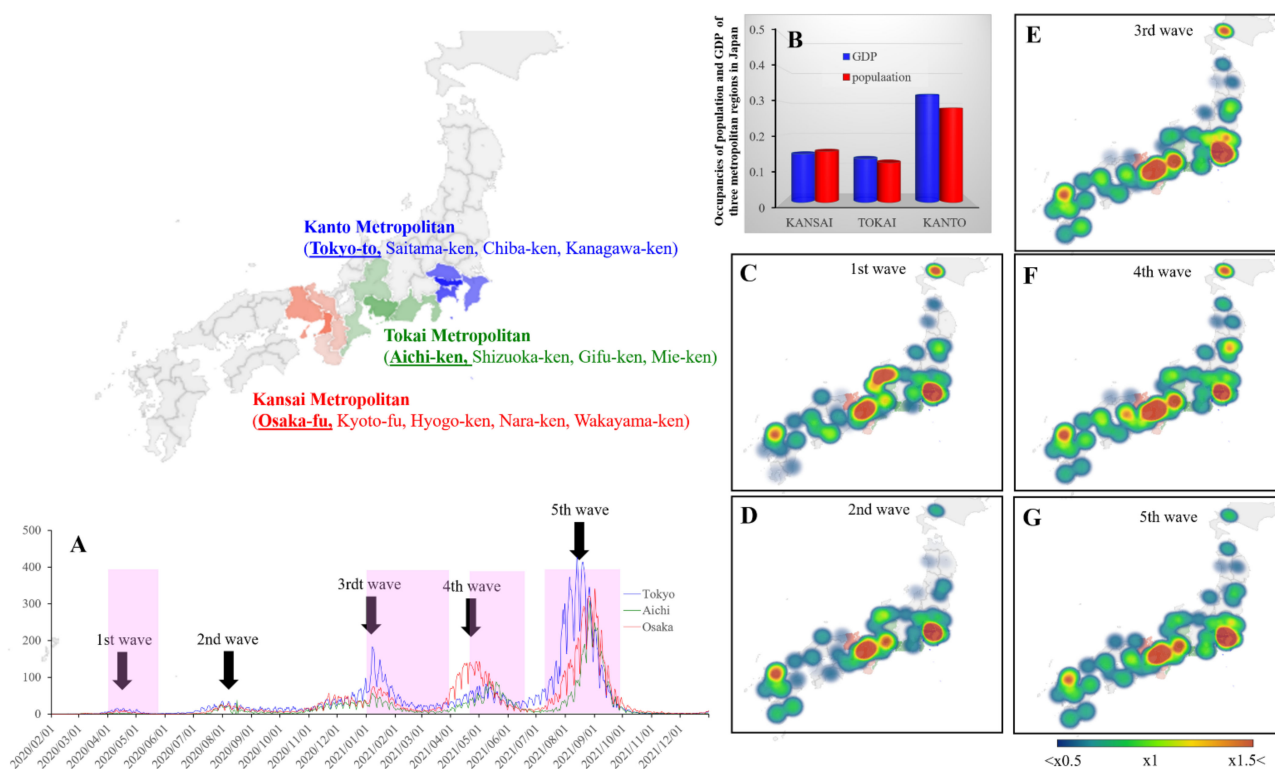 Kanto Metropolitan
(Tokyo-to, Saitama-ken, Chiba-ken, Kanagawa-ken)
Tokai Metropolitan
(Aichi-ken, Shizuoka-ken, Gifu-ken, Mie-ken)
Kansai Metropolitan
(Osaka-fu, Kyoto-fu, Hyogo-ken, Nara-ken, Wakayama-ken)
A
500
400
300
200
100
0
1st wave
2nd wave
3rdt wave
4th wave
5th wave
Tokyo
Aichi
Osaka
2020/02/01
2020/03/01
2020/04/01
2020/05/01
2020/06/01
2020/07/01
2020/08/01
2020/09/01
2020/10/01
2020/11/01
2020/12/01
2021/01/01
2021/02/01
2021/03/01
2021/04/01
2021/05/01
2021/06/01
2021/07/01
2021/08/01
2021/09/01
2021/10/01
2021/11/01
2021/12/01
B
Occupancies of population and GDP of
three metropolitan regions in Japan
0.5
0.4
0.3
0.2
0.1
0
GDP
populaation
KANSAI
TOKAI
KANTO
C
1st wave
D
2nd wave
E
3rd wave
F
4th wave
G
5th wave
<x0.5
x1
x1.5<